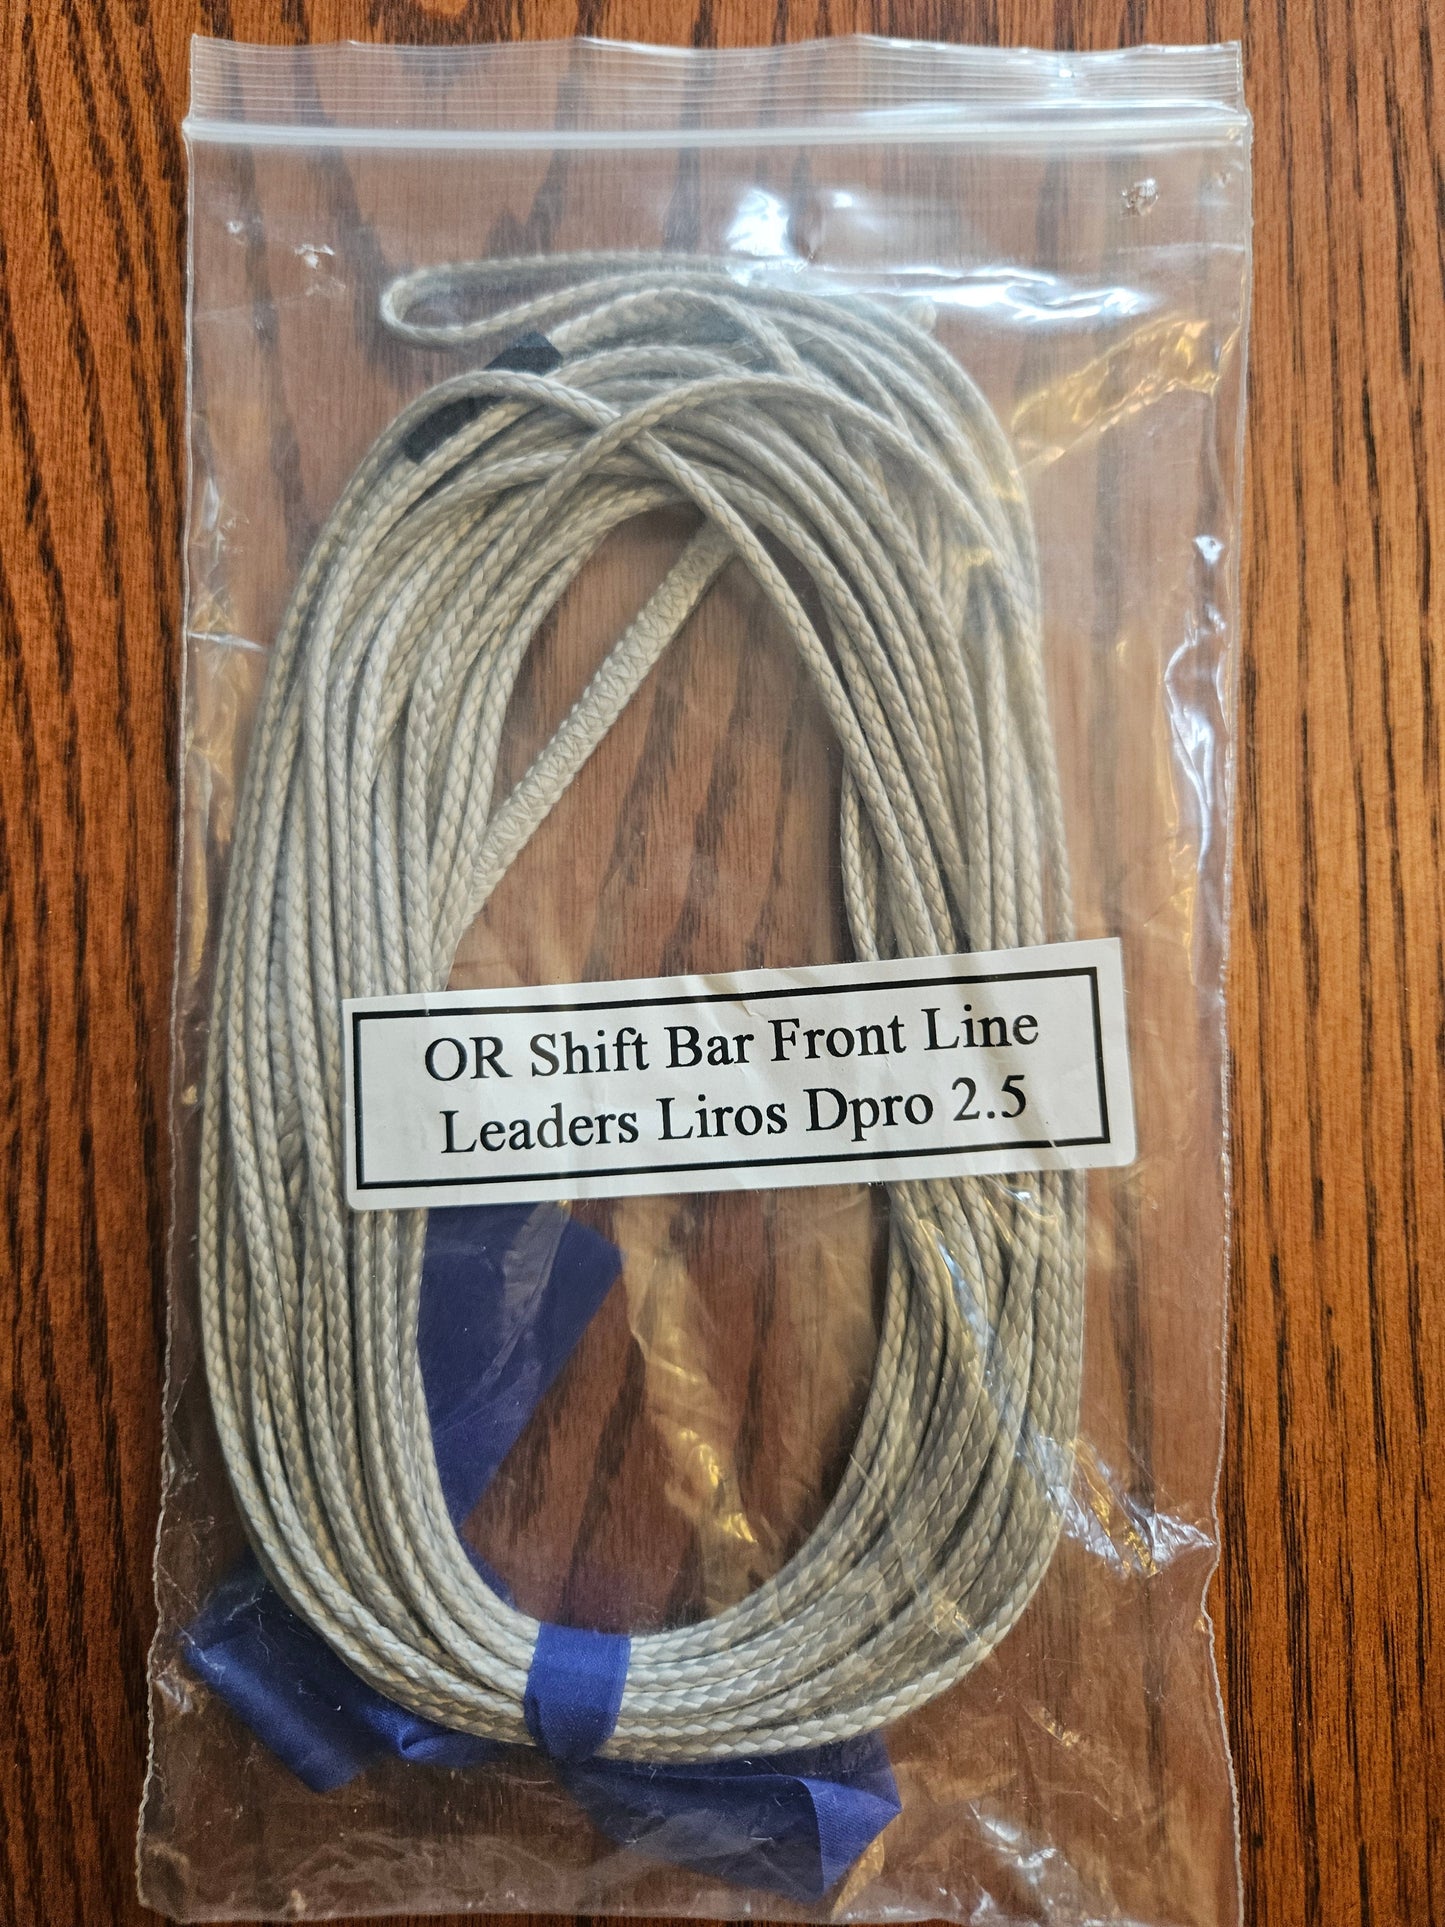 OR Shift Bar Front Line
Leaders Liros Dpro 2.5